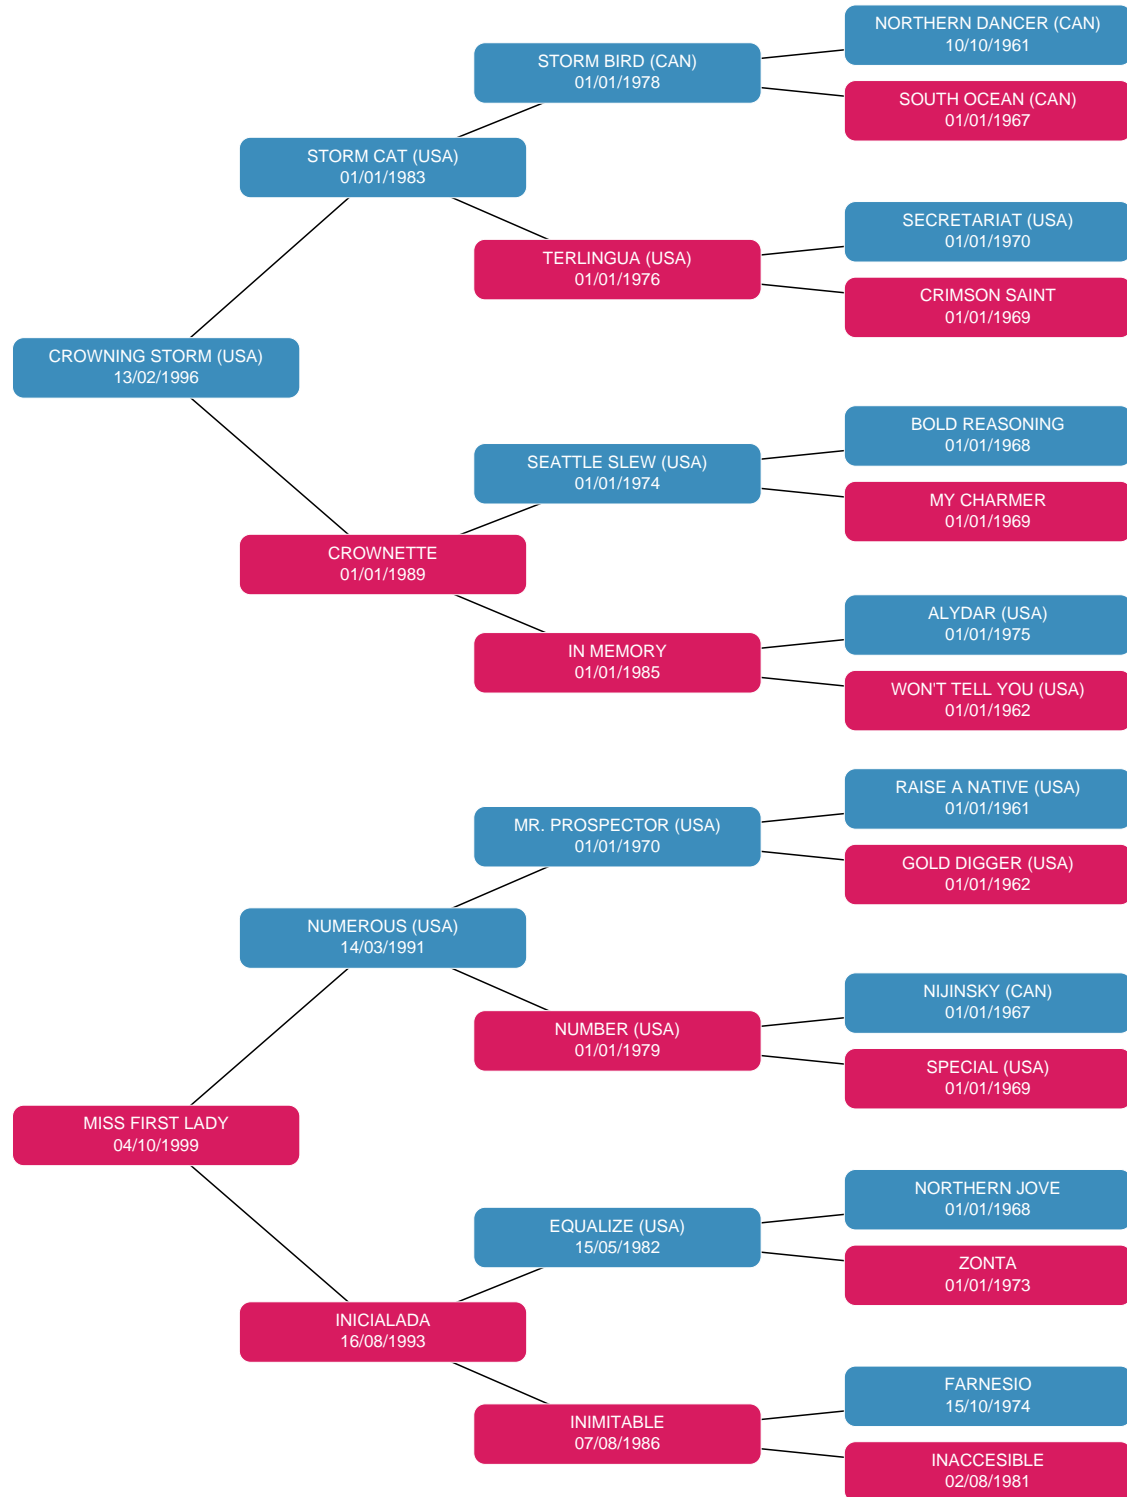 NORTHERN DANCER (CAN)
10/10/1961
STORM BIRD (CAN)
01/01/1978
SOUTH OCEAN (CAN)
01/01/1967
STORM CAT (USA)
01/01/1983
SECRETARIAT (USA)
01/01/1970
TERLINGUA (USA)
01/01/1976
CRIMSON SAINT
01/01/1969
CROWNING STORM (USA)
13/02/1996
BOLD REASONING
01/01/1968
SEATTLE SLEW (USA)
01/01/1974
MY CHARMER
01/01/1969
CROWNETTE
01/01/1989
ALYDAR (USA)
01/01/1975
IN MEMORY
01/01/1985
WON'T TELL YOU (USA)
01/01/1962
RAISE A NATIVE (USA)
01/01/1961
MR. PROSPECTOR (USA)
01/01/1970
GOLD DIGGER (USA)
01/01/1962
NUMEROUS (USA)
14/03/1991
NIJINSKY (CAN)
01/01/1967
NUMBER (USA)
01/01/1979
SPECIAL (USA)
01/01/1969
MISS FIRST LADY
04/10/1999
NORTHERN JOVE
01/01/1968
EQUALIZE (USA)
15/05/1982
ZONTA
01/01/1973
INICIALADA
16/08/1993
FARNESIO
15/10/1974
INIMITABLE
07/08/1986
INACCESIBLE
02/08/1981